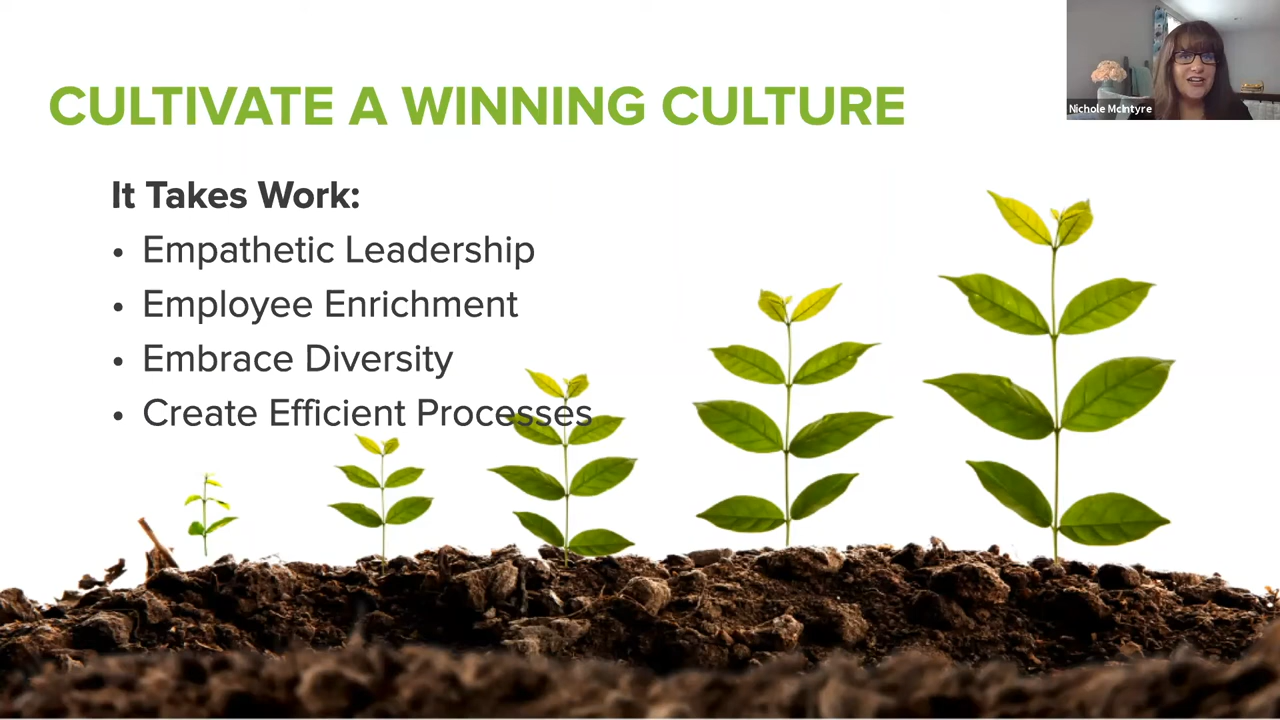 CULTIVATE A WINNING CULTURE
Nichole McIntyre
It Takes Work:
• Empathetic Leadership
• Employee Enrichment
• Embrace Diversity
• Create Efficient Processes